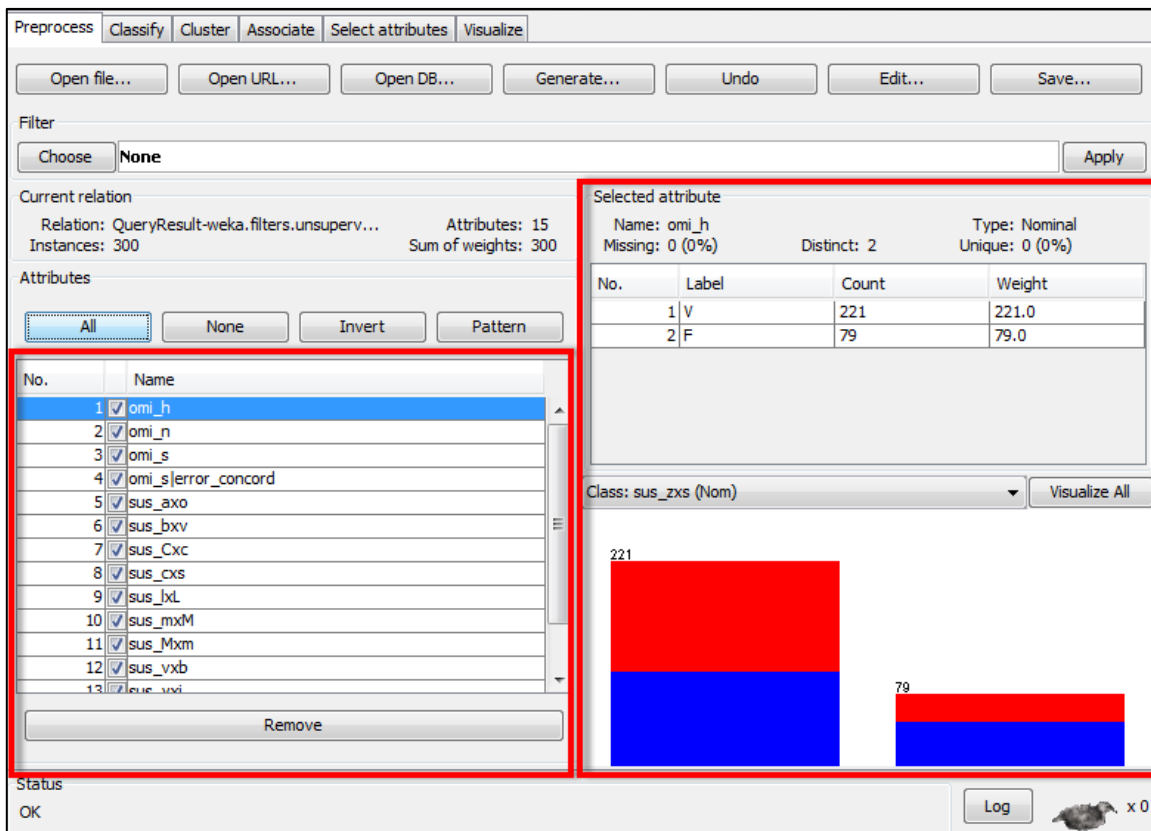 Preprocess Classify Cluster Associate Select attributes Visualize
Open file... Open URL... Open DB... Generate... Undo Edit... Save...
Filter
Choose None Apply
Current relation
Relation: QueryResult-weka.filters.unsuperv... Attributes: 15
Instances: 300 Sum of weights: 300
Attributes
All None Invert Pattern
No. Name
1 omi_h
2 omi_n
3 omi_s
4 omi_s|error_concord
5 sus_axo
6 sus_bxv
7 sus_Cxc
8 sus_cxs
9 sus_lxL
10 sus_mxM
11 sus_Mxm
12 sus_vxb
13
Remove
Selected attribute
Name: omi_h Type: Nominal
Missing: 0 (0%) Distinct: 2 Unique: 0 (0%)
No. Label Count Weight
1 V 221 221.0
2 F 79 79.0
Class: sus_zxs (Nom) Visualize All
221
79
Status
OK
Log x 0